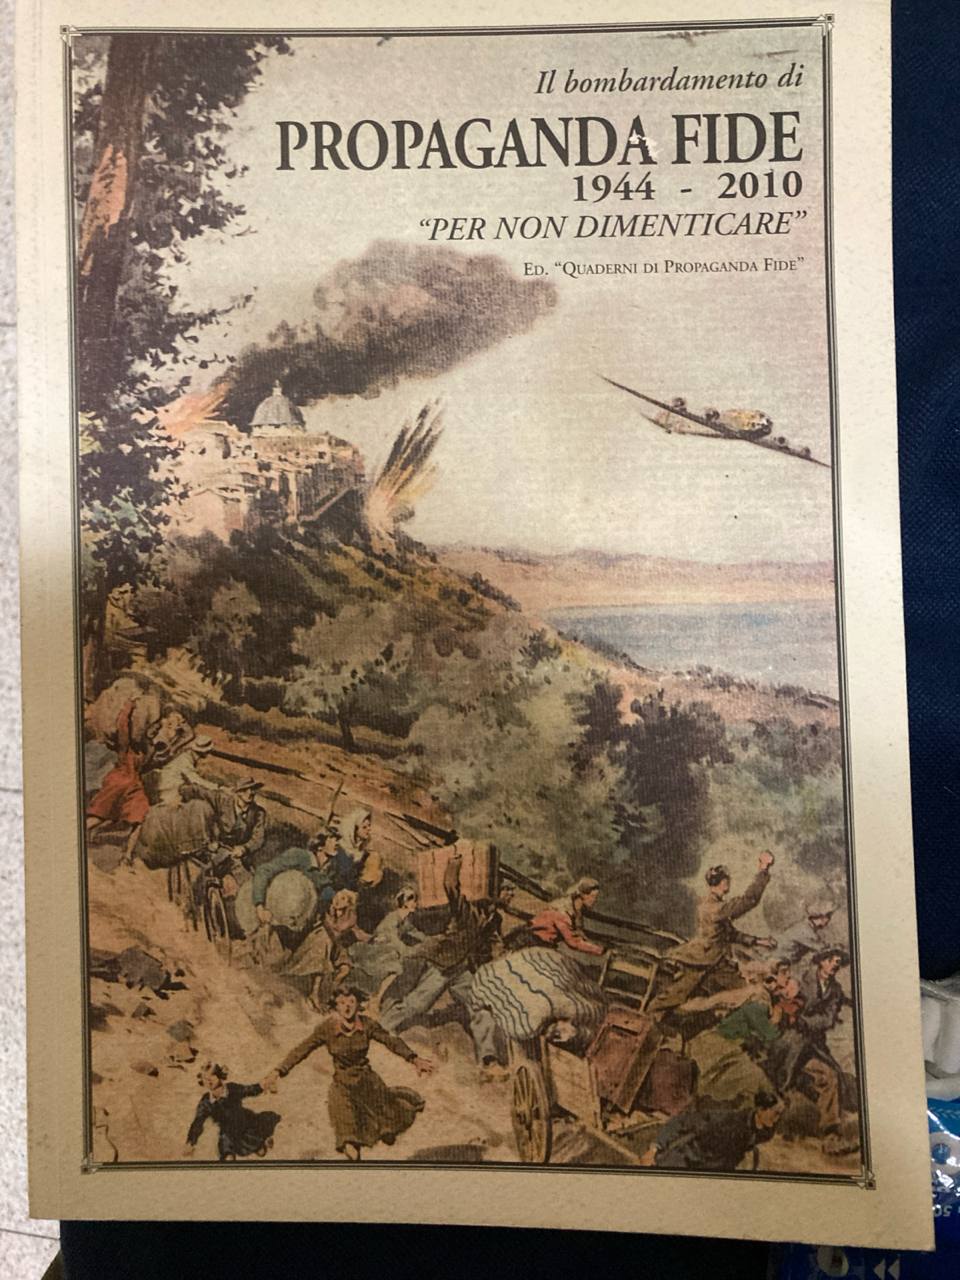 Il bombardamento di
PROPAGANDA FIDE
1944 - 2010
“PER NON DIMENTICARE”
Ed. “Quaderni di Propaganda Fide”